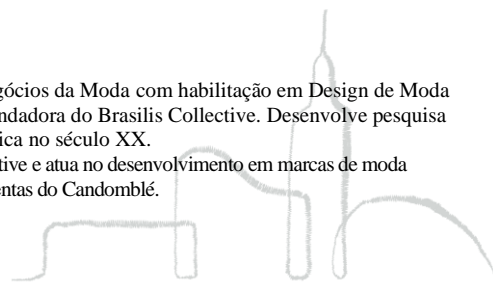 gócios da Moda com habilitação em Design de Moda
ndadora do Brasilis Collective. Desenvolve pesquisa
ica no século XX.
tive e atua no desenvolvimento em marcas de moda
entas do Candomblé.